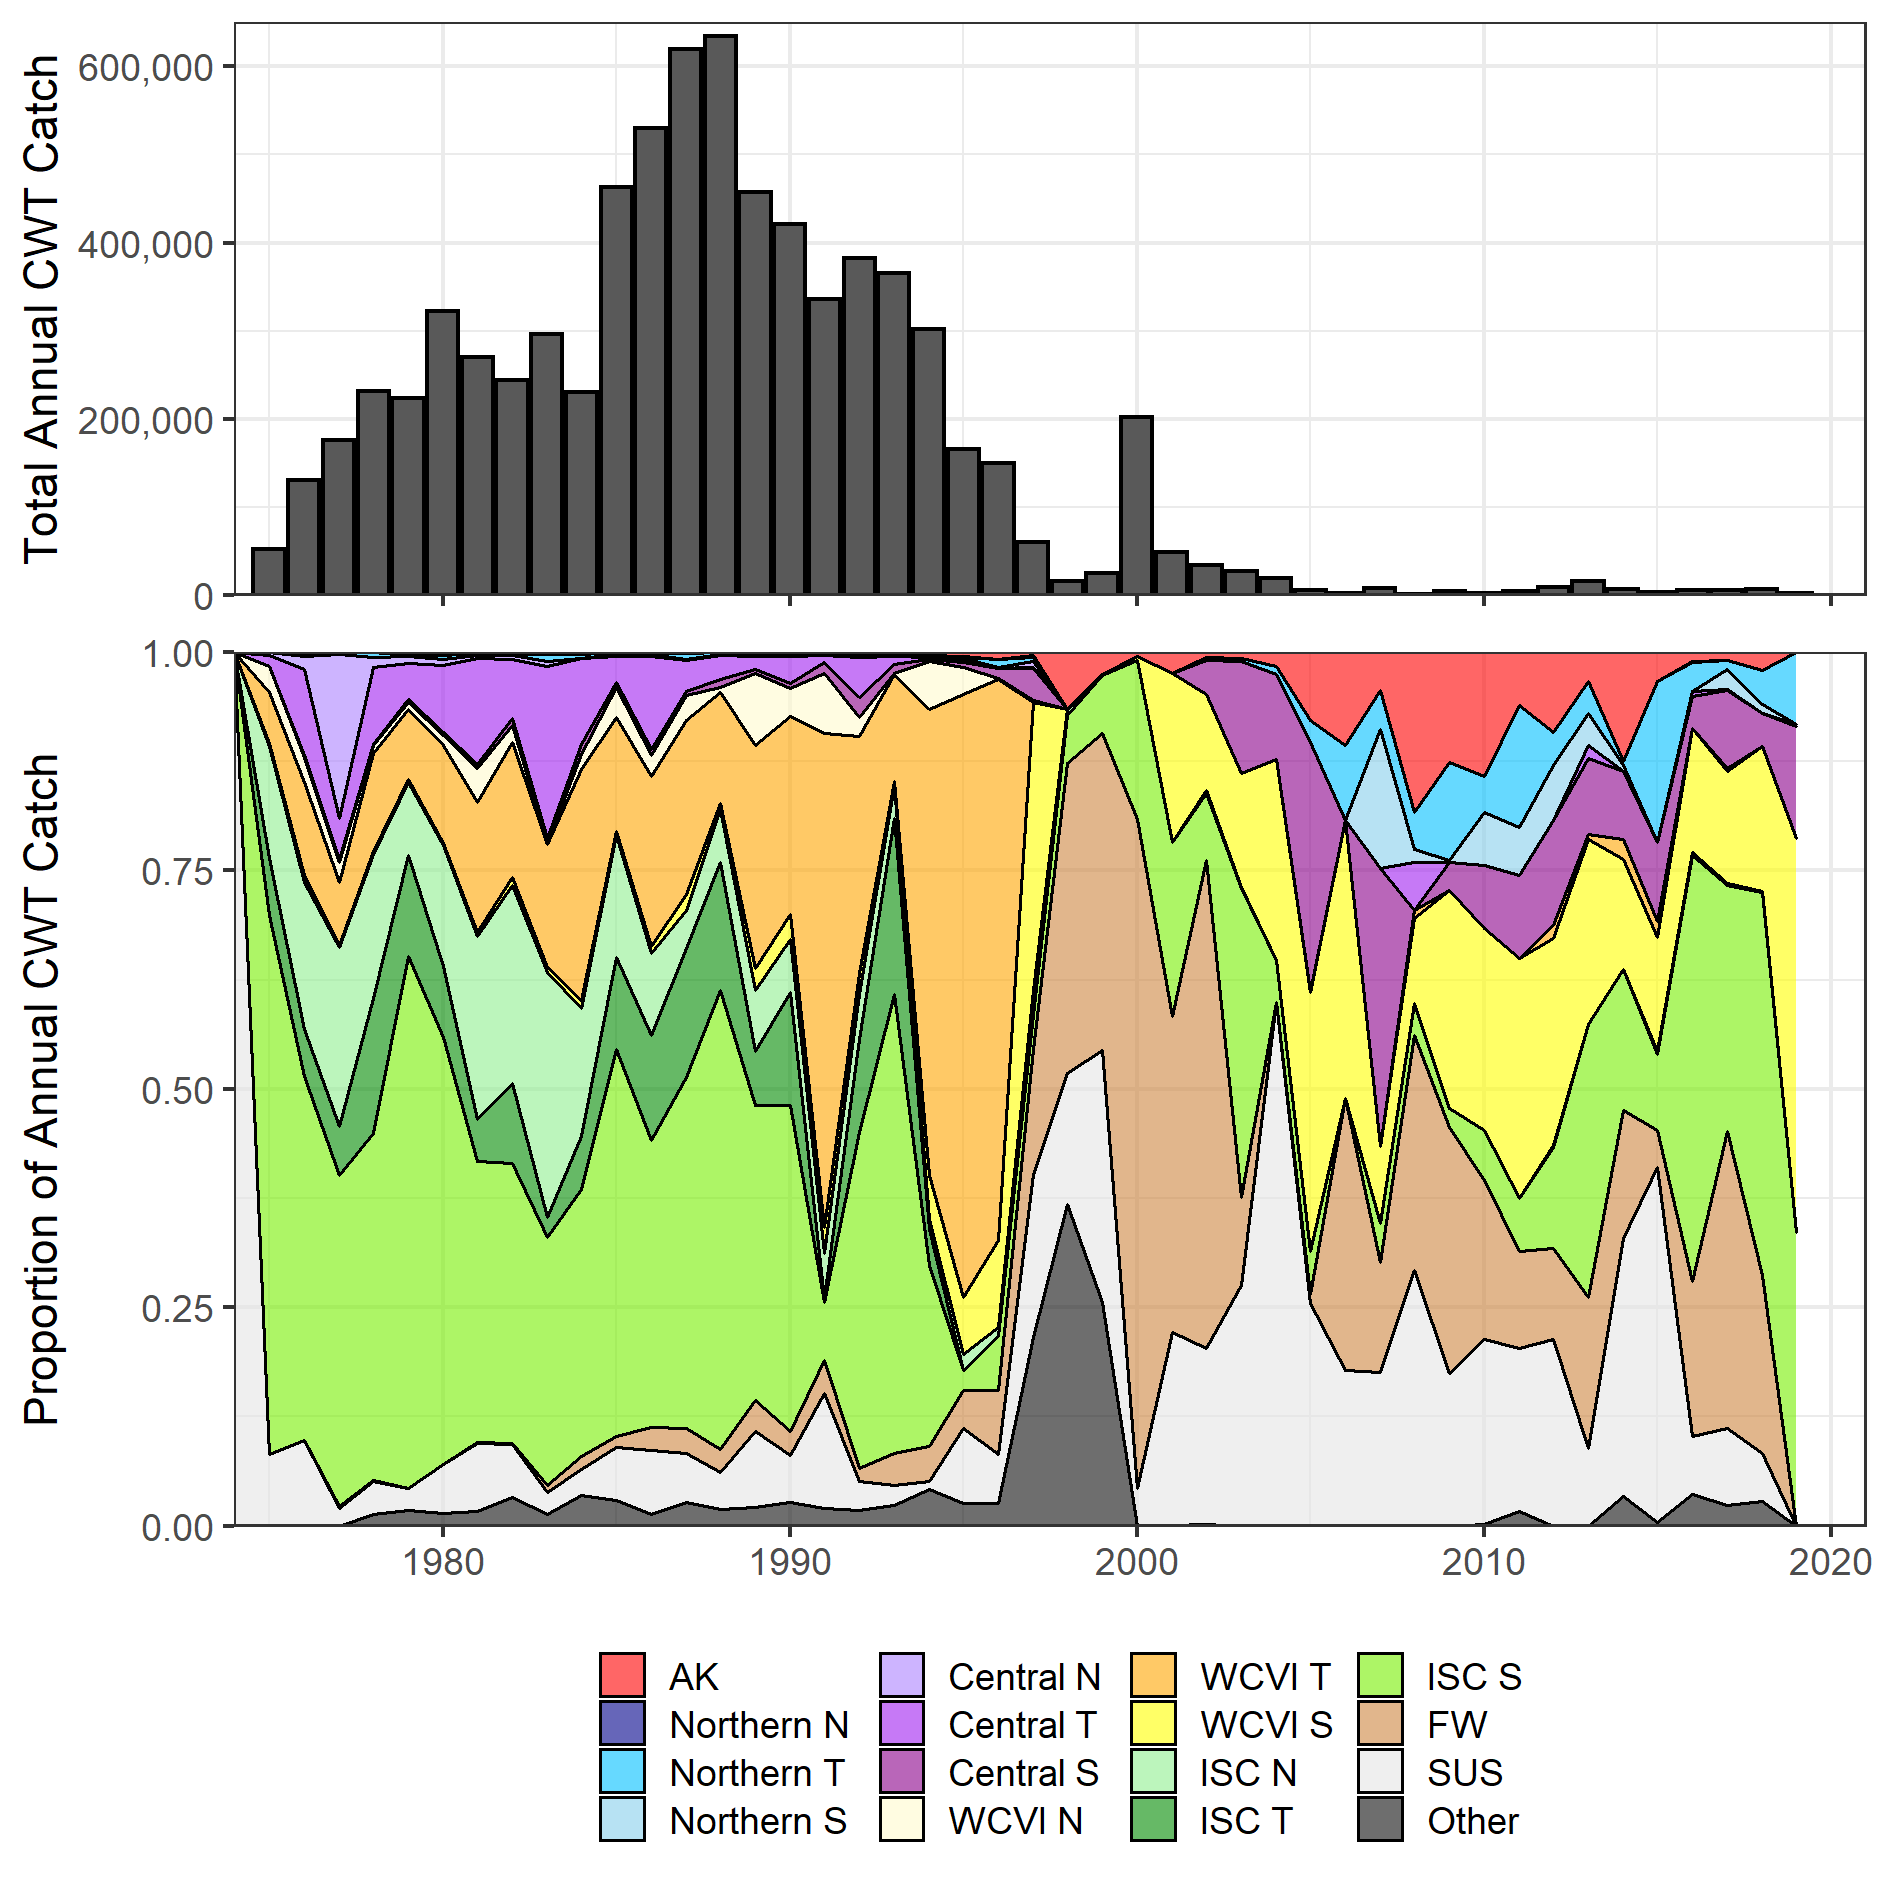 Total Annual CWT Catch
600,000
400,000
200,000
0
Proportion of Annual CWT Catch
1.00
0.75
0.50
0.25
0.00
1980 1990 2000 2010 2020
AK Central N WCVI T ISC S
Northern N Central T WCVI S FW
Northern T Central S ISC N SUS
Northern S WCVI N ISC T Other